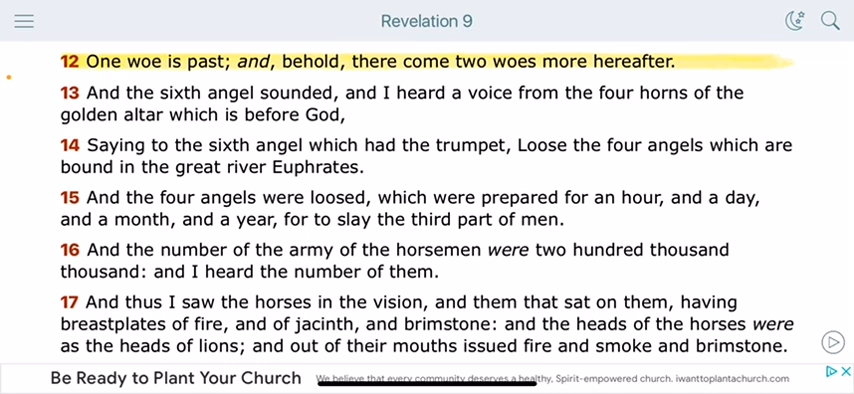 Revelation 9
12 One woe is past; and, behold, there come two woes more hereafter.
13 And the sixth angel sounded, and I heard a voice from the four horns of the
golden altar which is before God,
14 Saying to the sixth angel which had the trumpet, Loose the four angels which are
bound in the great river Euphrates.
15 And the four angels were loosed, which were prepared for an hour, and a day,
and a month, and a year, for to slay the third part of men.
16 And the number of the army of the horsemen were two hundred thousand
thousand: and I heard the number of them.
17 And thus I saw the horses in the vision, and them that sat on them, having
breastplates of fire, and of jacinth, and brimstone: and the heads of the horses were
as the heads of lions; and out of their mouths issued fire and smoke and brimstone.
Be Ready to Plant Your Church We believe that every community deserves a healthy, Spirit-empowered church. iwanttoplantachurch.com